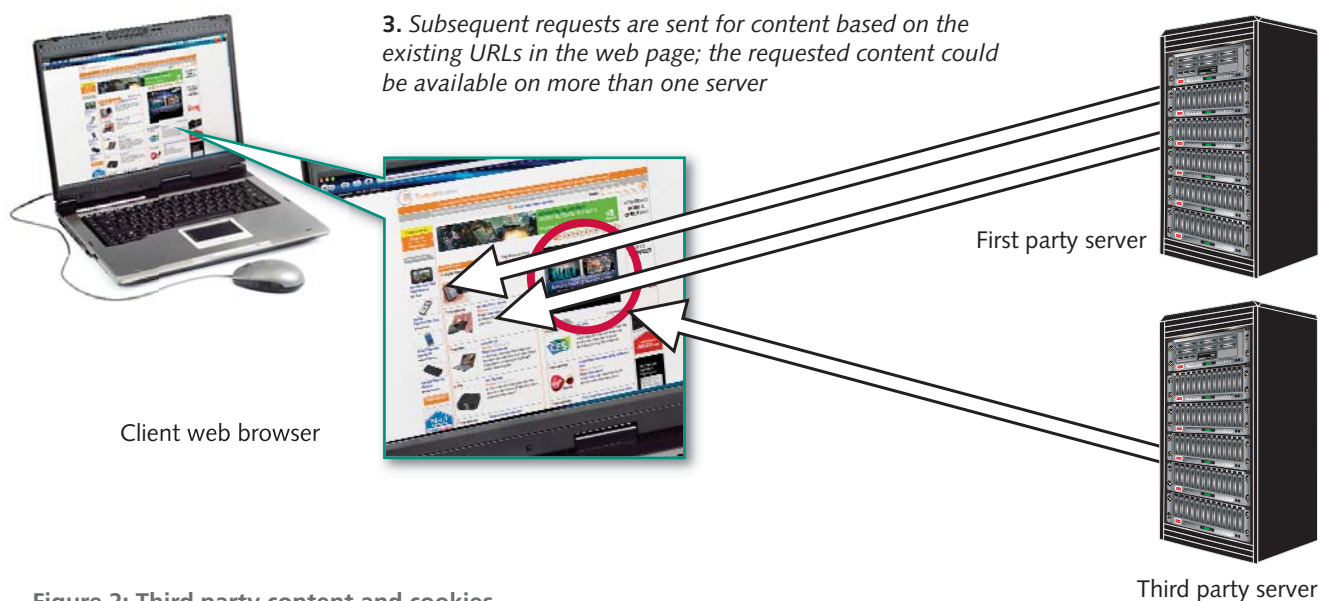 3. Subsequent requests are sent for content based on the
existing URLs in the web page; the requested content could
be available on more than one server
First party server
Client web browser
Third party server
Figure 2: Third party content and cookies